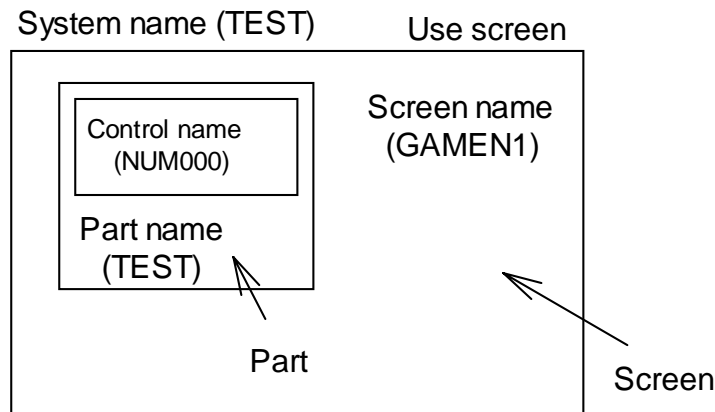 System name (TEST)
Use screen
Control name
(NUM000)
Screen name
(GAMEN1)
Part name
(TEST)
Part
Screen